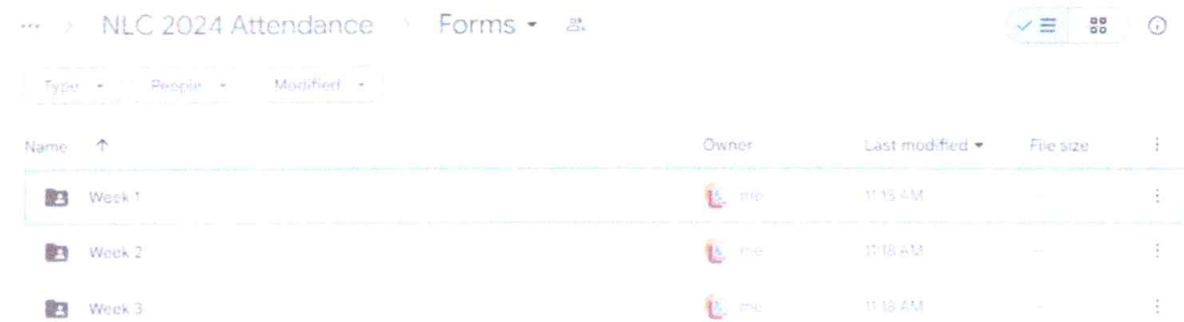 ... > NLC 2024 Attendance > Forms
Type People Modified
Name ↑ Owner Last modified File size
Week 1 me 11:15 AM —
Week 2 me 11:18 AM —
Week 3 me 11:18 AM —